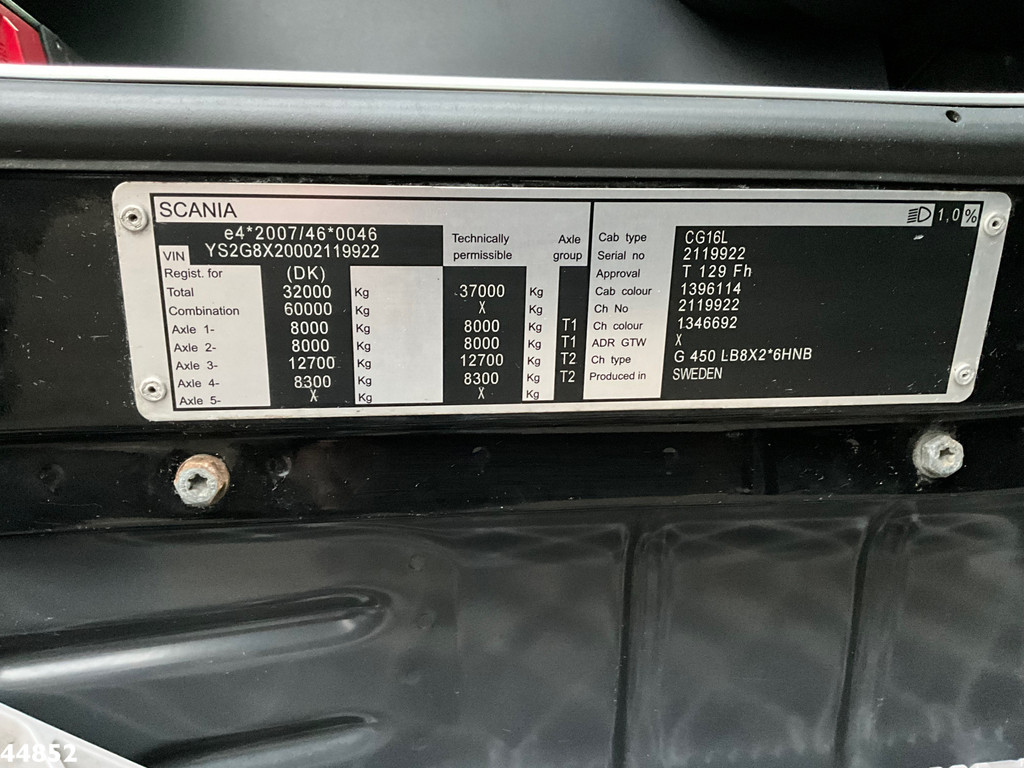 SCANIA
e4*2007/46*0046
VIN YS2G8X20002119922
Technically permissible
Axle group
Regist. for (DK)
Total 32000 Kg 37000 Kg
Combination 60000 Kg X Kg
Axle 1- 8000 Kg 8000 Kg T1
Axle 2- 8000 Kg 8000 Kg T1
Axle 3- 12700 Kg 12700 Kg T2
Axle 4- 8300 Kg 8300 Kg T2
Axle 5- X Kg X Kg
1,0 %
Cab type CG16L
Serial no 2119922
Approval T 129 Fh
Cab colour 1396114
Ch No 2119922
Ch colour 1346692
ADR GTW X
Ch type G 450 LB8X2*6HNB
Produced in SWEDEN
44852